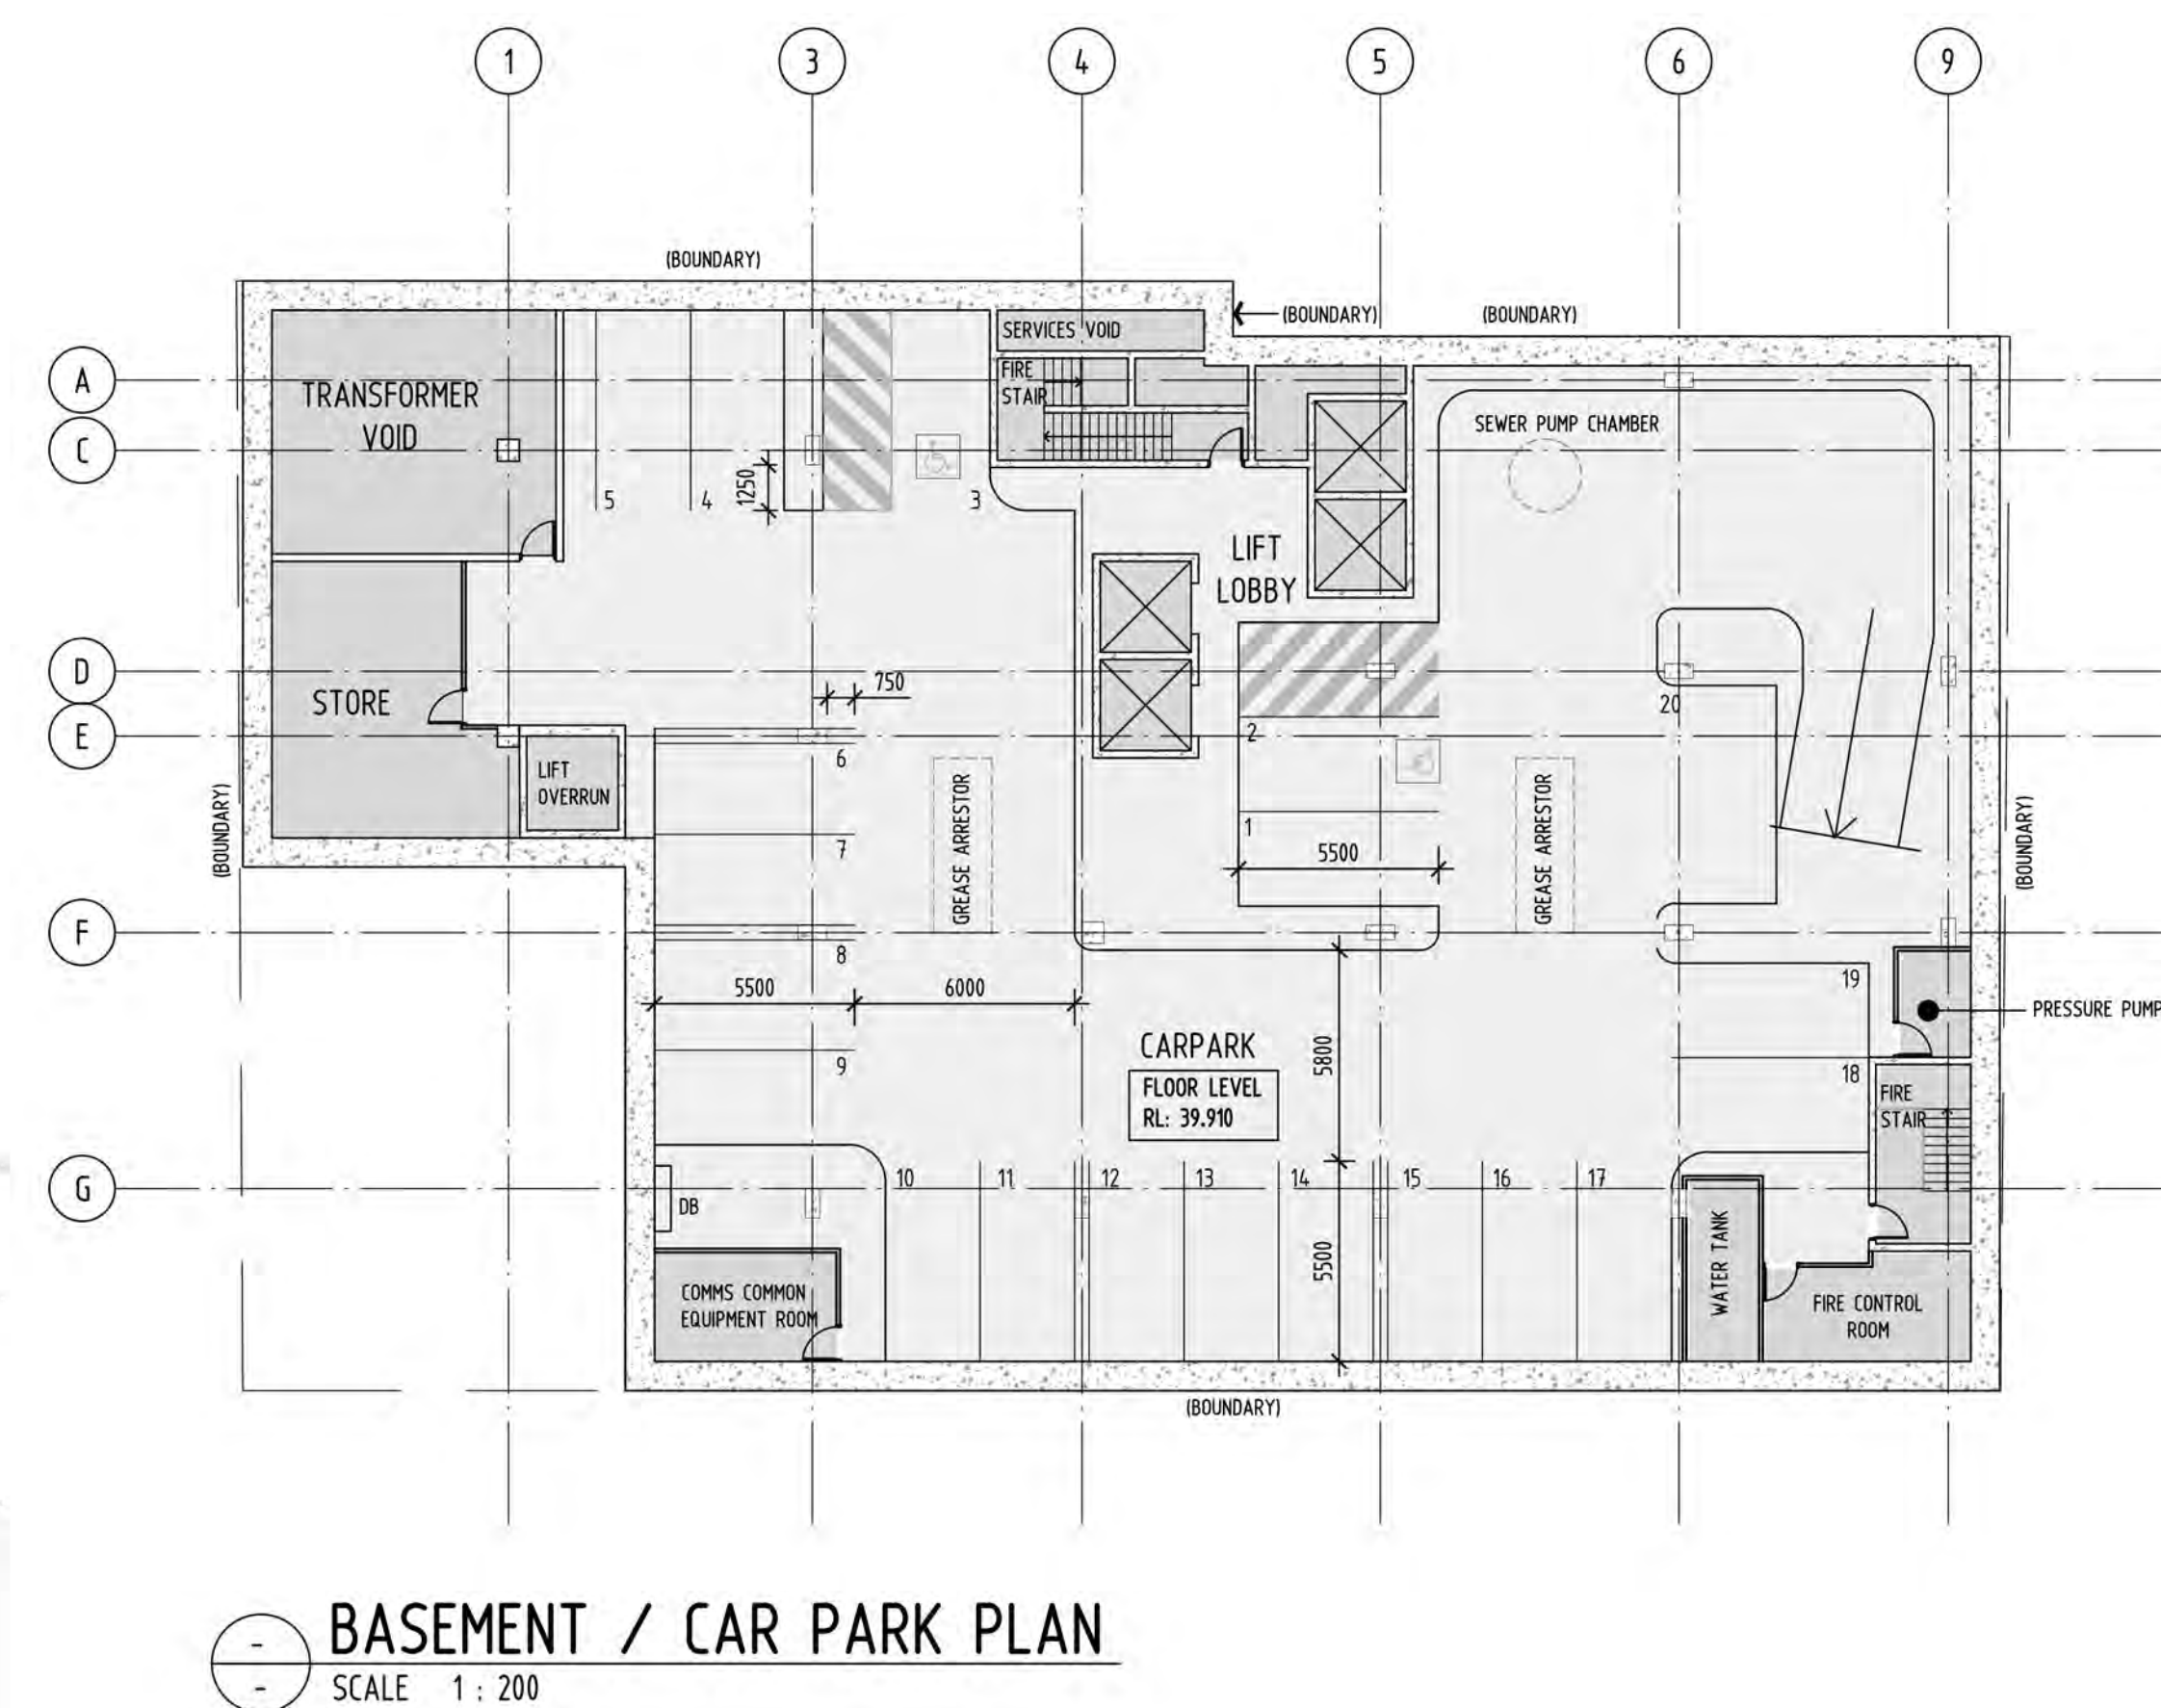 1
3
4
5
6
9
(BOUNDARY)
(BOUNDARY)
(BOUNDARY)
SERVICES VOID
A
FIRE
STAIR
TRANSFORMER
VOID
SEWER PUMP CHAMBER
C
5
4
1250
3
LIFT
LOBBY
D
STORE
750
20
E
2
6
LIFT
OVERRUN
GREASE ARRESTOR
GREASE ARRESTOR
(BOUNDARY)
(BOUNDARY)
1
7
5500
F
8
19
5500
6000
PRESSURE PUMP
CARPARK
5800
9
18
FLOOR LEVEL
RL: 39.910
FIRE
STAIR
G
10
11
12
13
14
15
16
17
DB
5500
WATER TANK
COMMS COMMON
EQUIPMENT ROOM
FIRE CONTROL
ROOM
(BOUNDARY)
-
-
BASEMENT / CAR PARK PLAN
SCALE 1 : 200